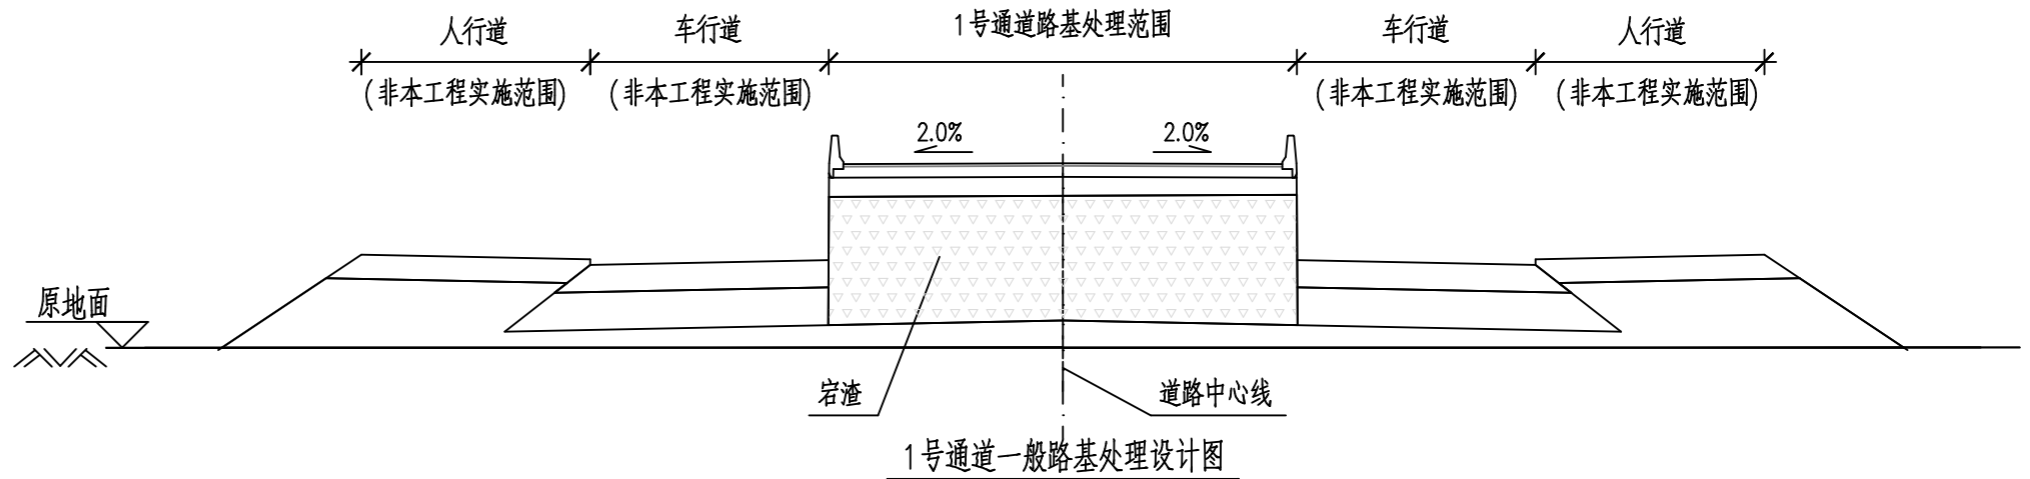 人行道
车行道
1号通道路基处理范围
车行道
人行道
(非本工程实施范围)
(非本工程实施范围)
(非本工程实施范围)
(非本工程实施范围)
2.0%
2.0%
原地面
宕渣
道路中心线
1号通道一般路基处理设计图